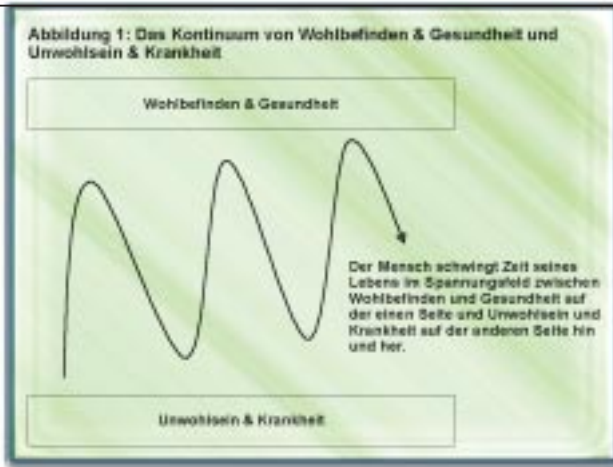 Abbildung 1: Das Kontinuum von Wohlbefinden & Gesundheit und
Unwohlsein & Krankheit
Wohlbefinden & Gesundheit
Der Mensch schwingt Zeit seines
Lebens im Spannungsfeld zwischen
Wohlbefinden und Gesundheit auf
der einen Seite und Unwohlsein und
Krankheit auf der anderen Seite hin
und her.
Unwohlsein & Krankheit